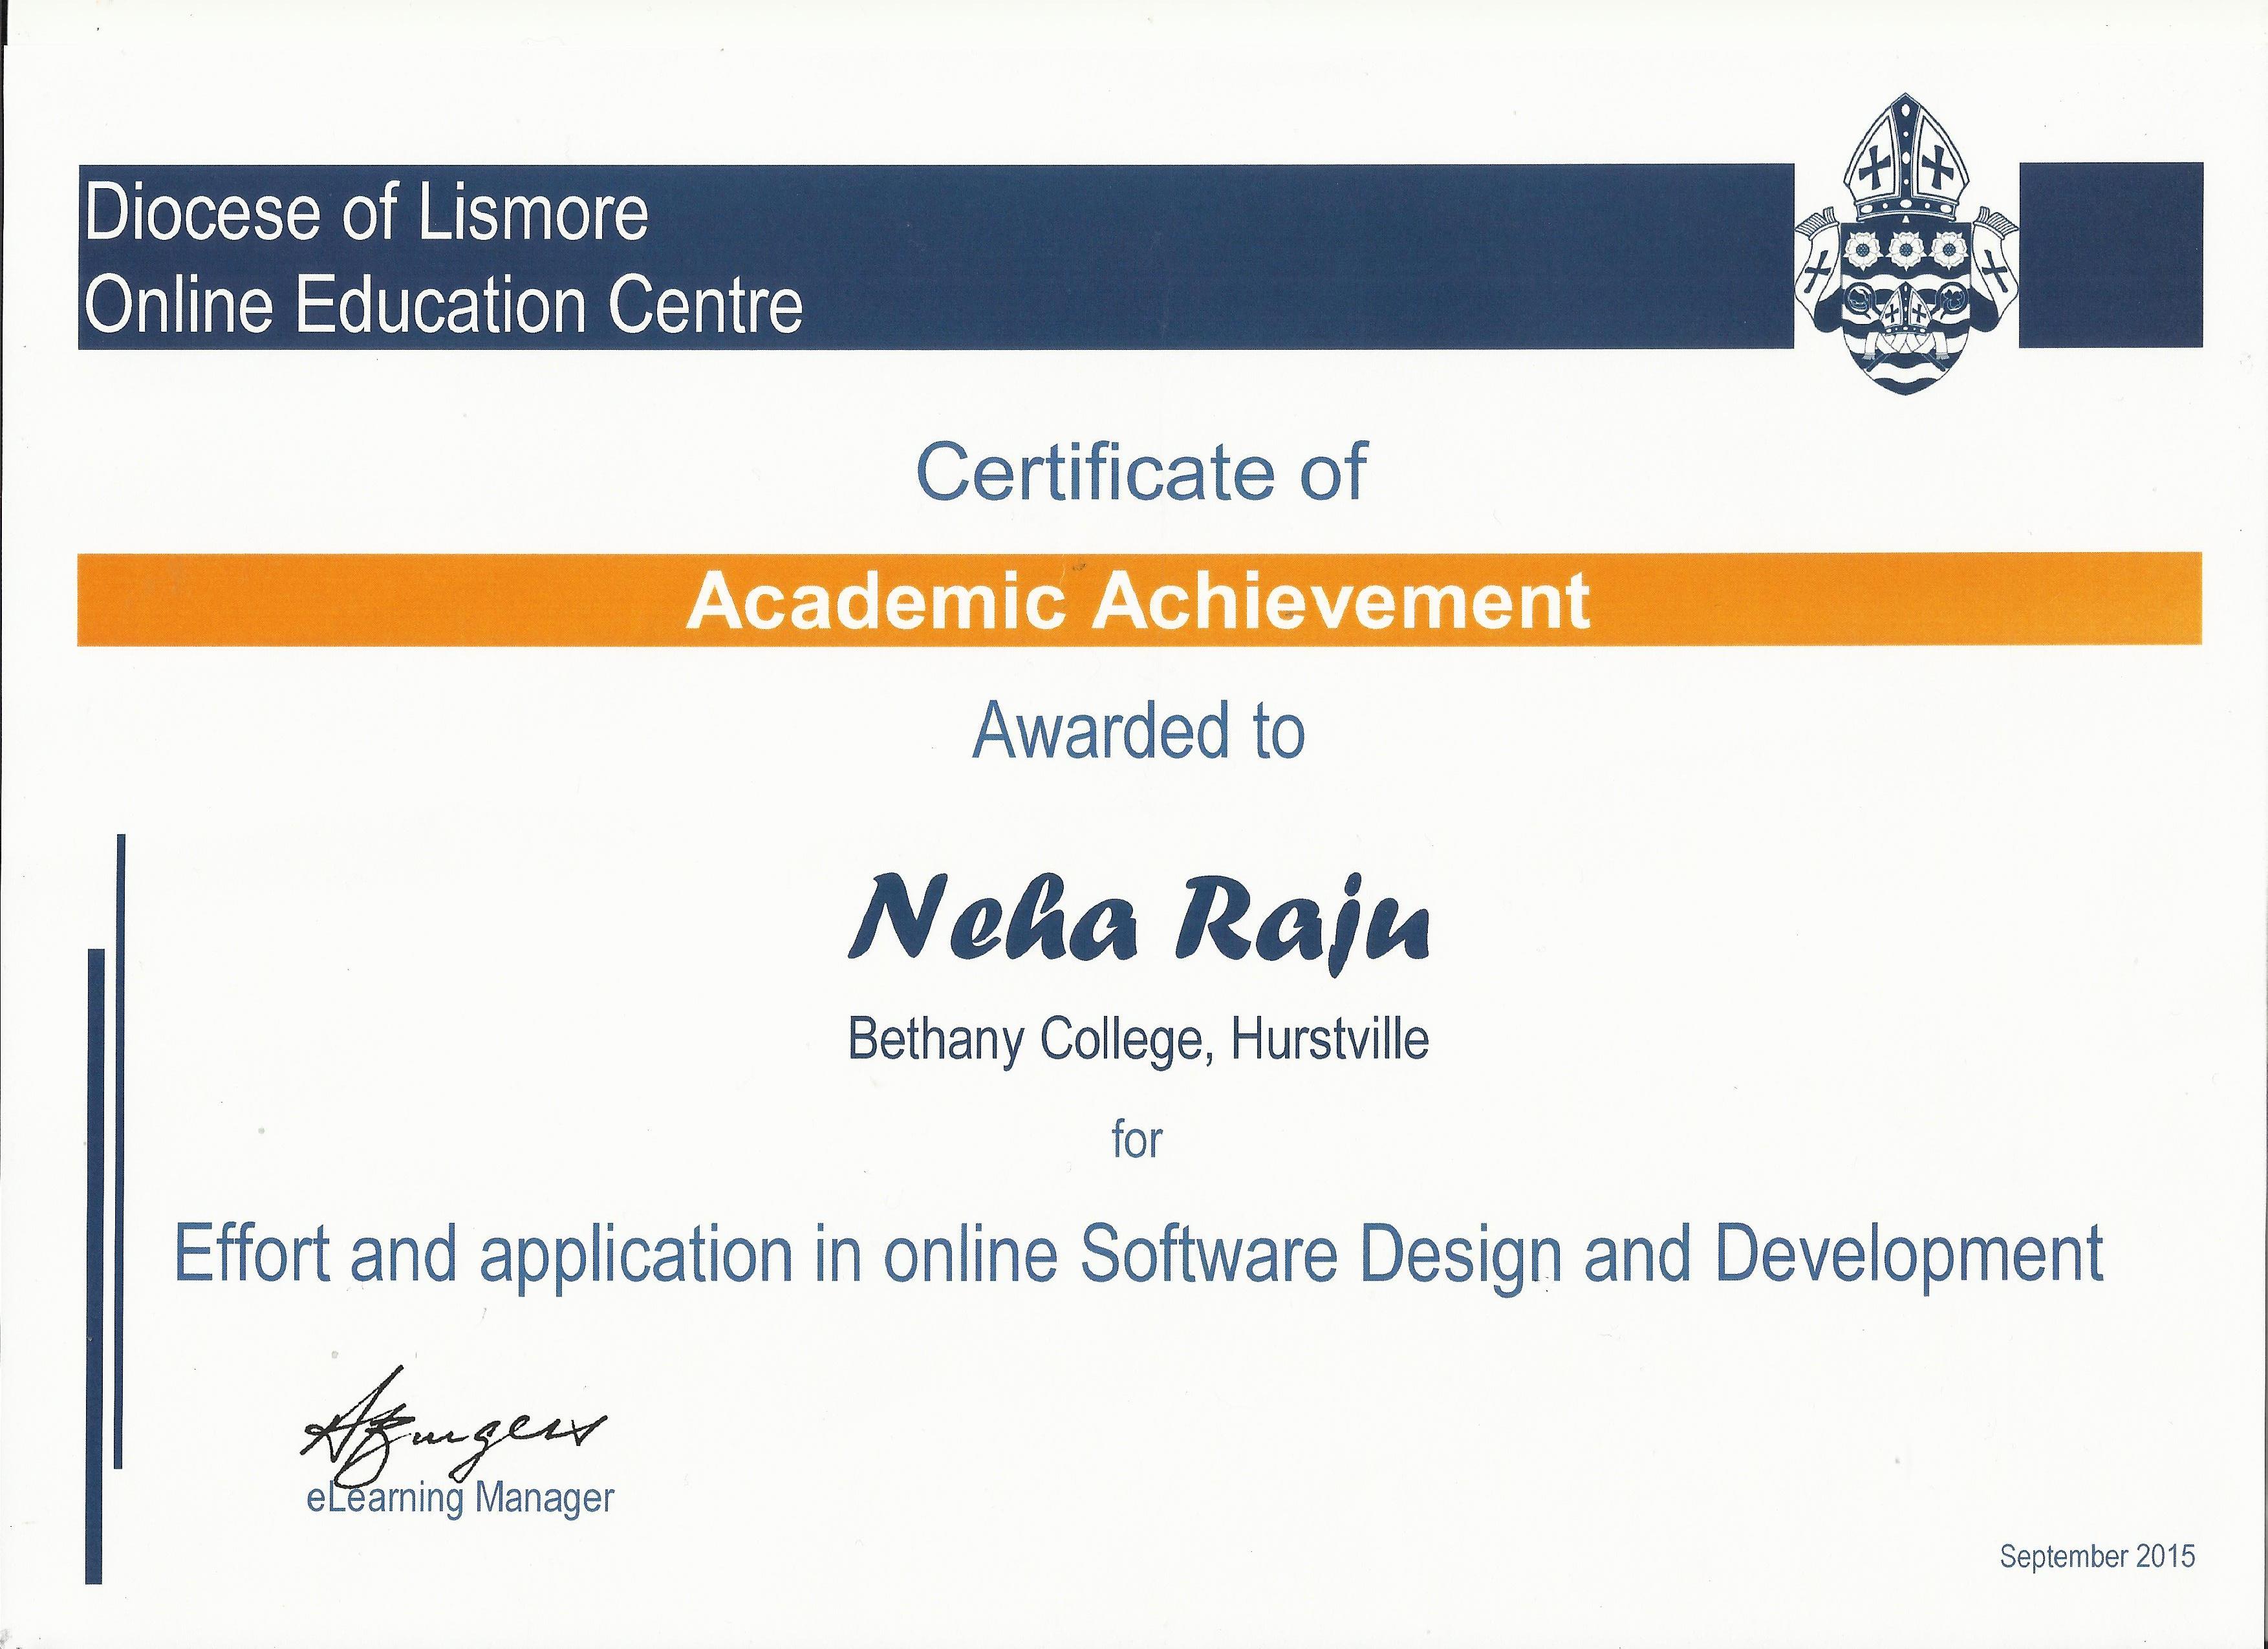 Diocese of Lismore
Online Education Centre
Certificate of
Academic Achievement
Awarded to
Neha Raju
Bethany College, Hurstville
for
Effort and application in online Software Design and Development
eLearning Manager
September 2015